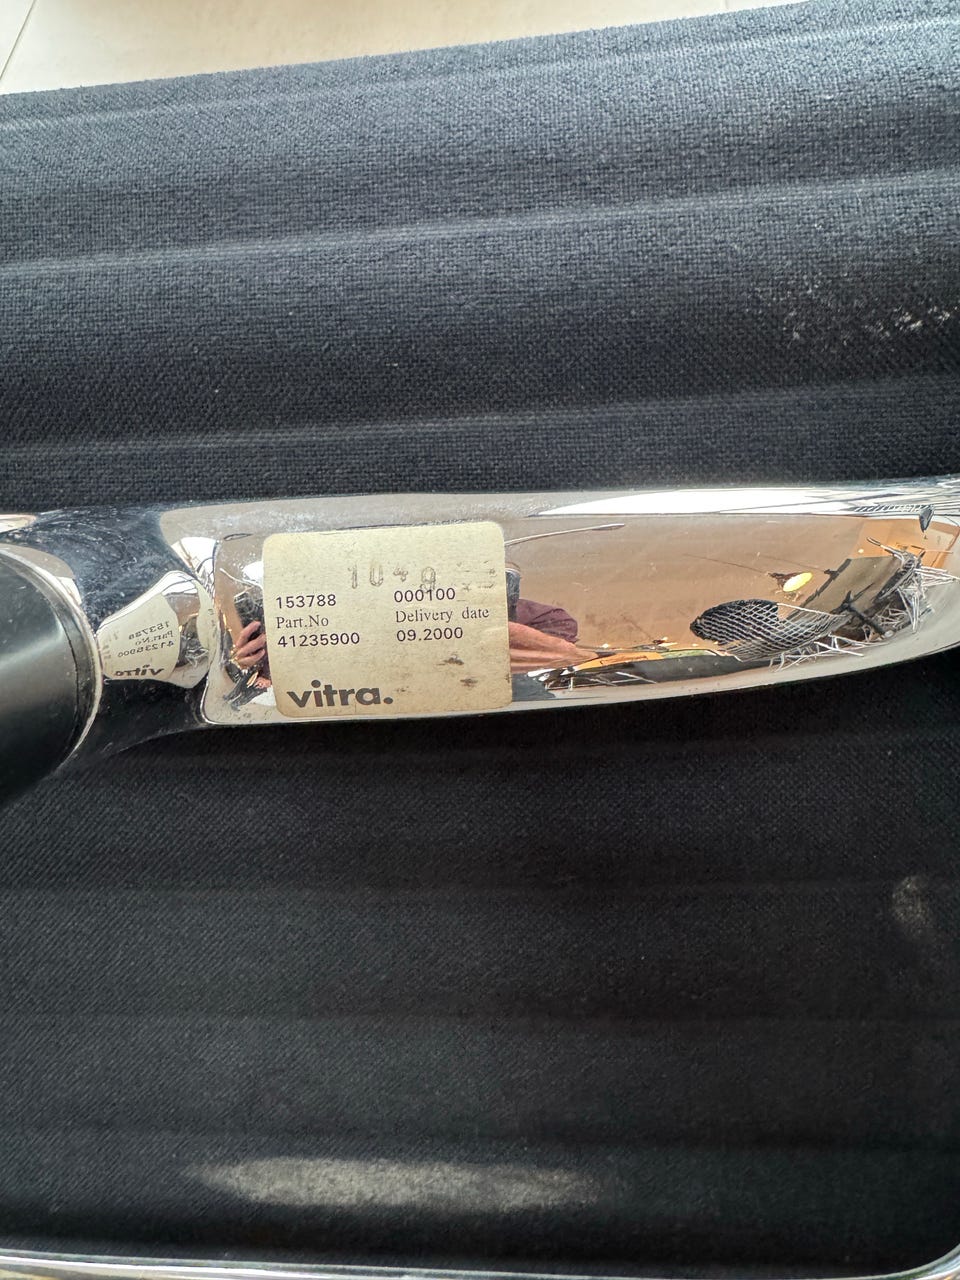 153788 000100
Part.No Delivery date
41235900 09.2000
vitra.